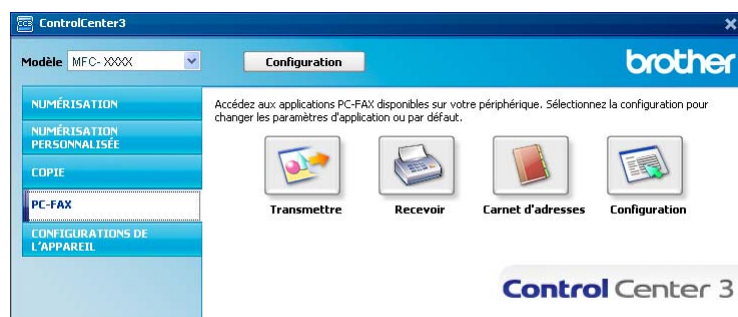 ControlCenter3
Modèle MFC-XXXX Configuration brother
NUMÉRISATION
NUMÉRISATION PERSONNALISÉE
COPIE
PC-FAX
CONFIGURATIONS DE L'APPAREIL
Accédez aux applications PC-FAX disponibles sur votre périphérique. Sélectionnez la configuration pour
changer les paramètres d'application ou par défaut.
Transmettre Recevoir Carnet d'adresses Configuration
Control Center 3